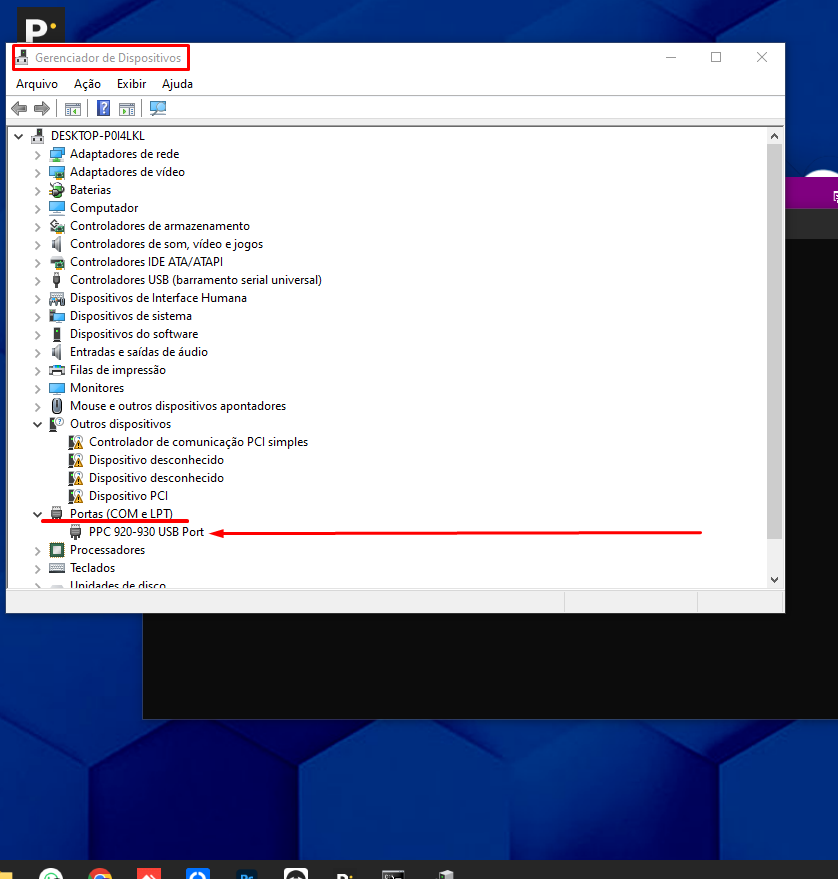 P.
Gerenciador de Dispositivos
Arquivo Ação Exibir Ajuda
DESKTOP-P0I4LKL
Adaptadores de rede
Adaptadores de vídeo
Baterias
Computador
Controladores de armazenamento
Controladores de som, vídeo e jogos
Controladores IDE ATA/ATAPI
Controladores USB (barramento serial universal)
Dispositivos de Interface Humana
Dispositivos de sistema
Dispositivos do software
Entradas e saídas de áudio
Filas de impressão
Monitores
Mouse e outros dispositivos apontadores
Outros dispositivos
Controlador de comunicação PCI simples
Dispositivo desconhecido
Dispositivo desconhecido
Dispositivo PCI
Portas (COM e LPT)
PPC 920-930 USB Port
Processadores
Teclados
Unidades de disco